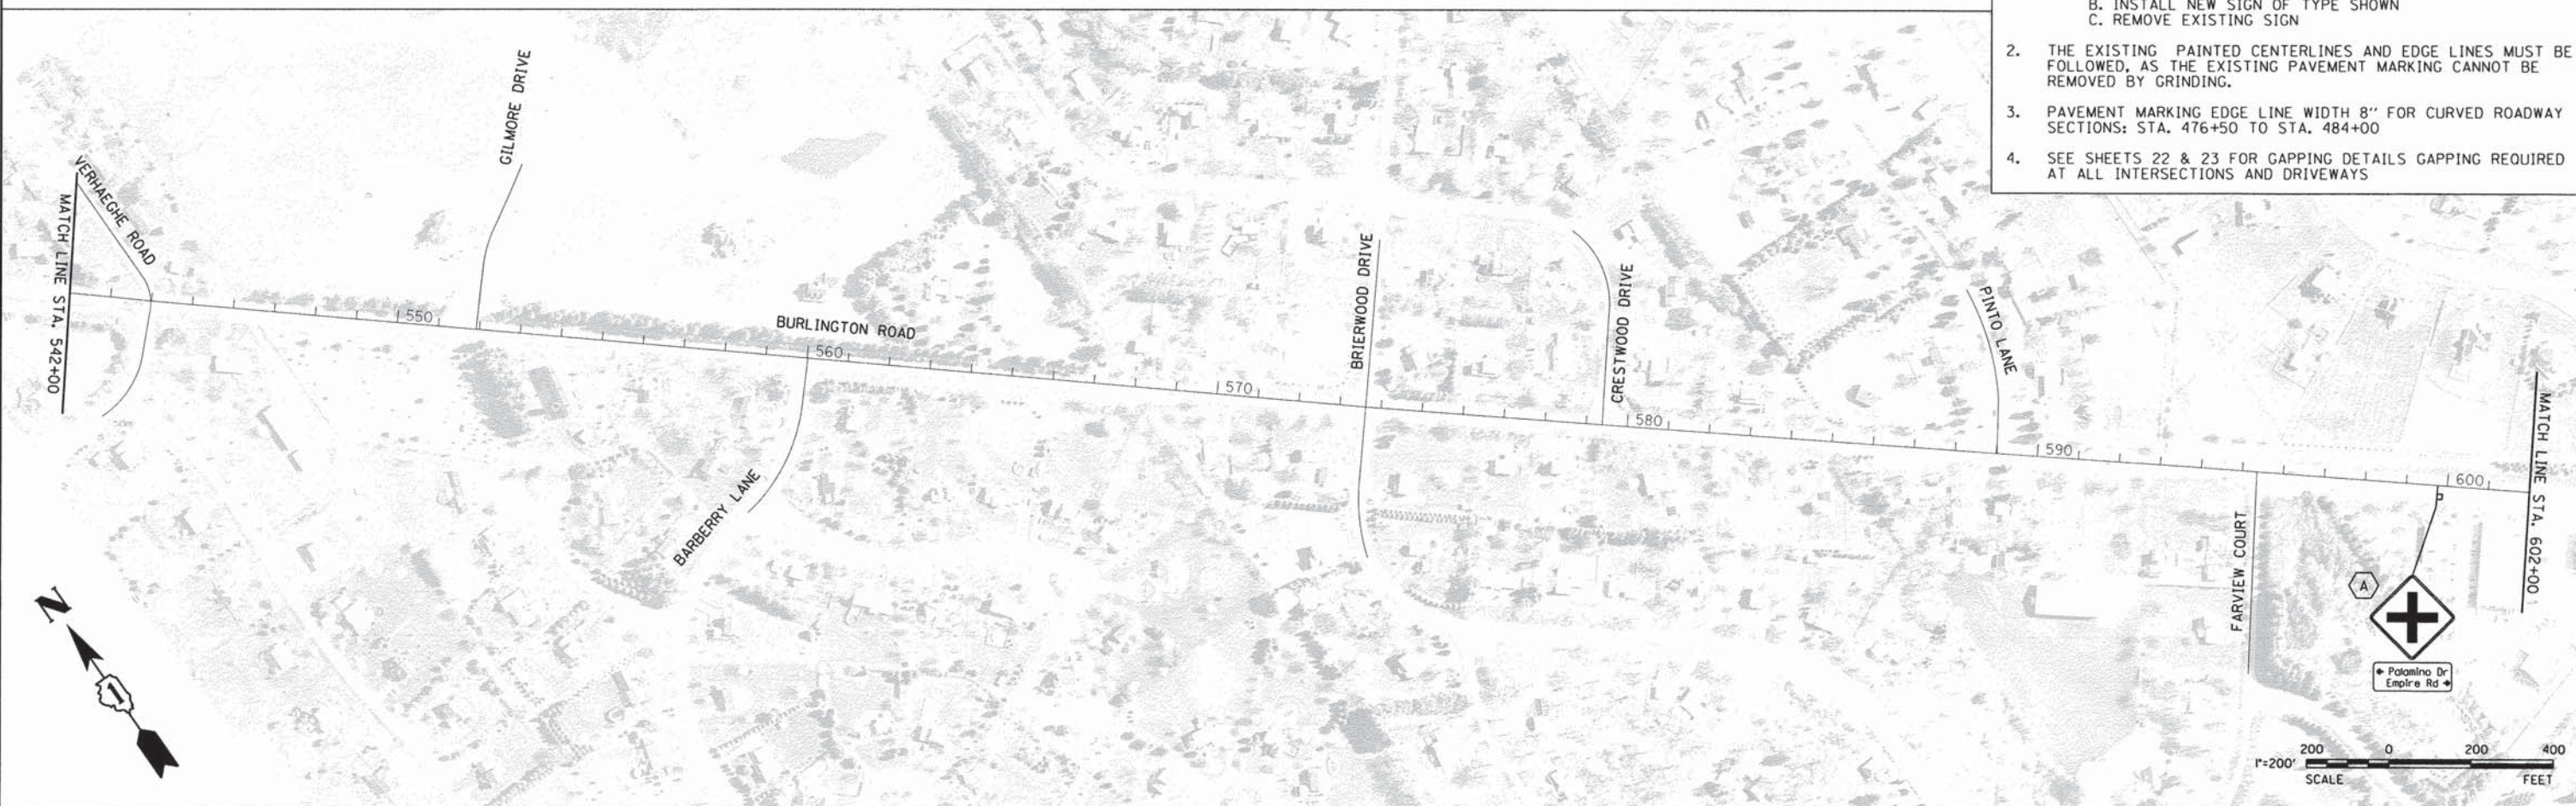 B. INSTALL NEW SIGN OF TYPE SHOWN
C. REMOVE EXISTING SIGN
2. THE EXISTING PAINTED CENTERLINES AND EDGE LINES MUST BE
FOLLOWED, AS THE EXISTING PAVEMENT MARKING CANNOT BE
REMOVED BY GRINDING.
3. PAVEMENT MARKING EDGE LINE WIDTH 8" FOR CURVED ROADWAY
SECTIONS: STA. 476+50 TO STA. 484+00
4. SEE SHEETS 22 & 23 FOR GAPPING DETAILS GAPPING REQUIRED
AT ALL INTERSECTIONS AND DRIVEWAYS
MATCH LINE STA. 542+00
VERHAEGHE ROAD
GILMORE DRIVE
550
BURLINGTON ROAD
560
BARBERRY LANE
570
BRIERWOOD DRIVE
CRESTWOOD DRIVE
580
PINTO LANE
590
FARVIEW COURT
600
MATCH LINE STA. 602+00
A
← Palamino Dr
Empire Rd →
N
1
200 0 200 400
1"=200'
SCALE FEET